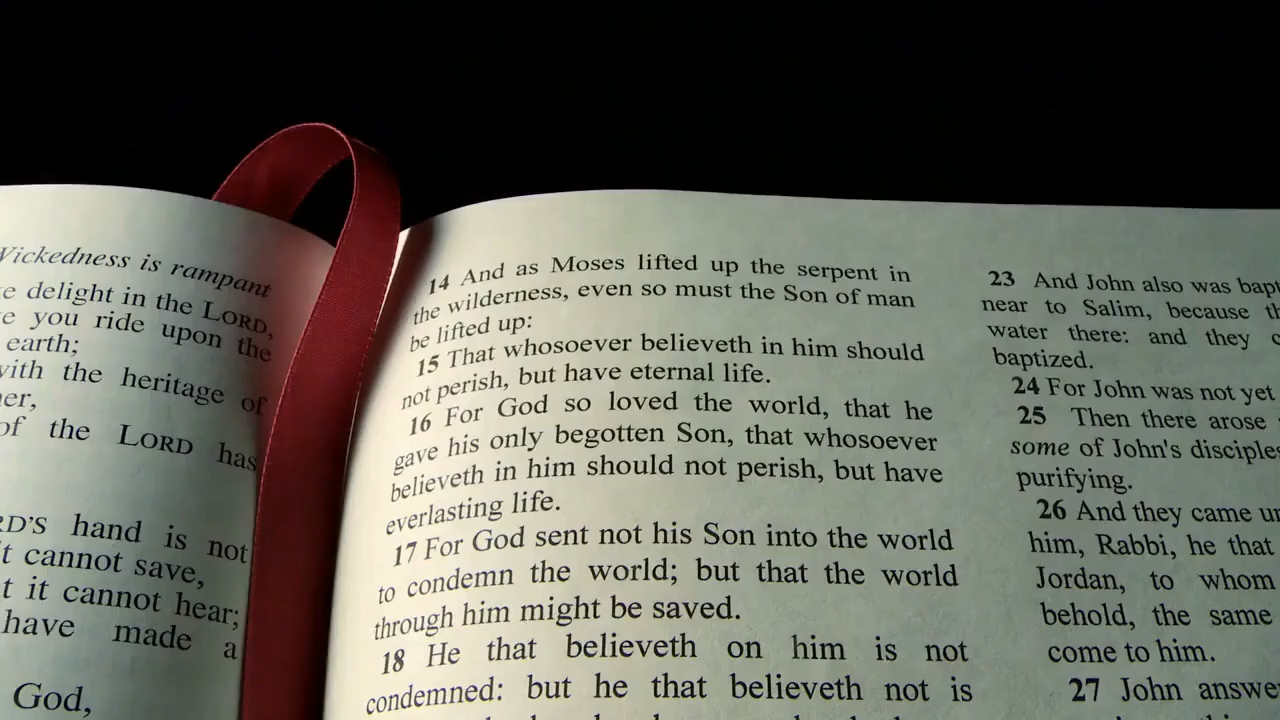 Wickedness is rampant
delight in the LORD,
you ride upon the
earth;
with the heritage of
of the LORD has
hand is not
cannot save,
it cannot hear;
have made a
God,
14 And as Moses lifted up the serpent in
the wilderness, even so must the Son of man
be lifted up:
15 That whosoever believeth in him should
not perish, but have eternal life.
16 For God so loved the world, that he
gave his only begotten Son, that whosoever
believeth in him should not perish, but have
everlasting life.
17 For God sent not his Son into the world
to condemn the world; but that the world
through him might be saved.
18 He that believeth on him is not
condemned: but he that believeth not is
23 And John also was
near to Salim, because
water there: and they
baptized.
24 For John was not yet
25 Then there arose
some of John's
purifying.
26 And they came
him, Rabbi, he that
Jordan, to whom
behold, the same
come to him.
27 John